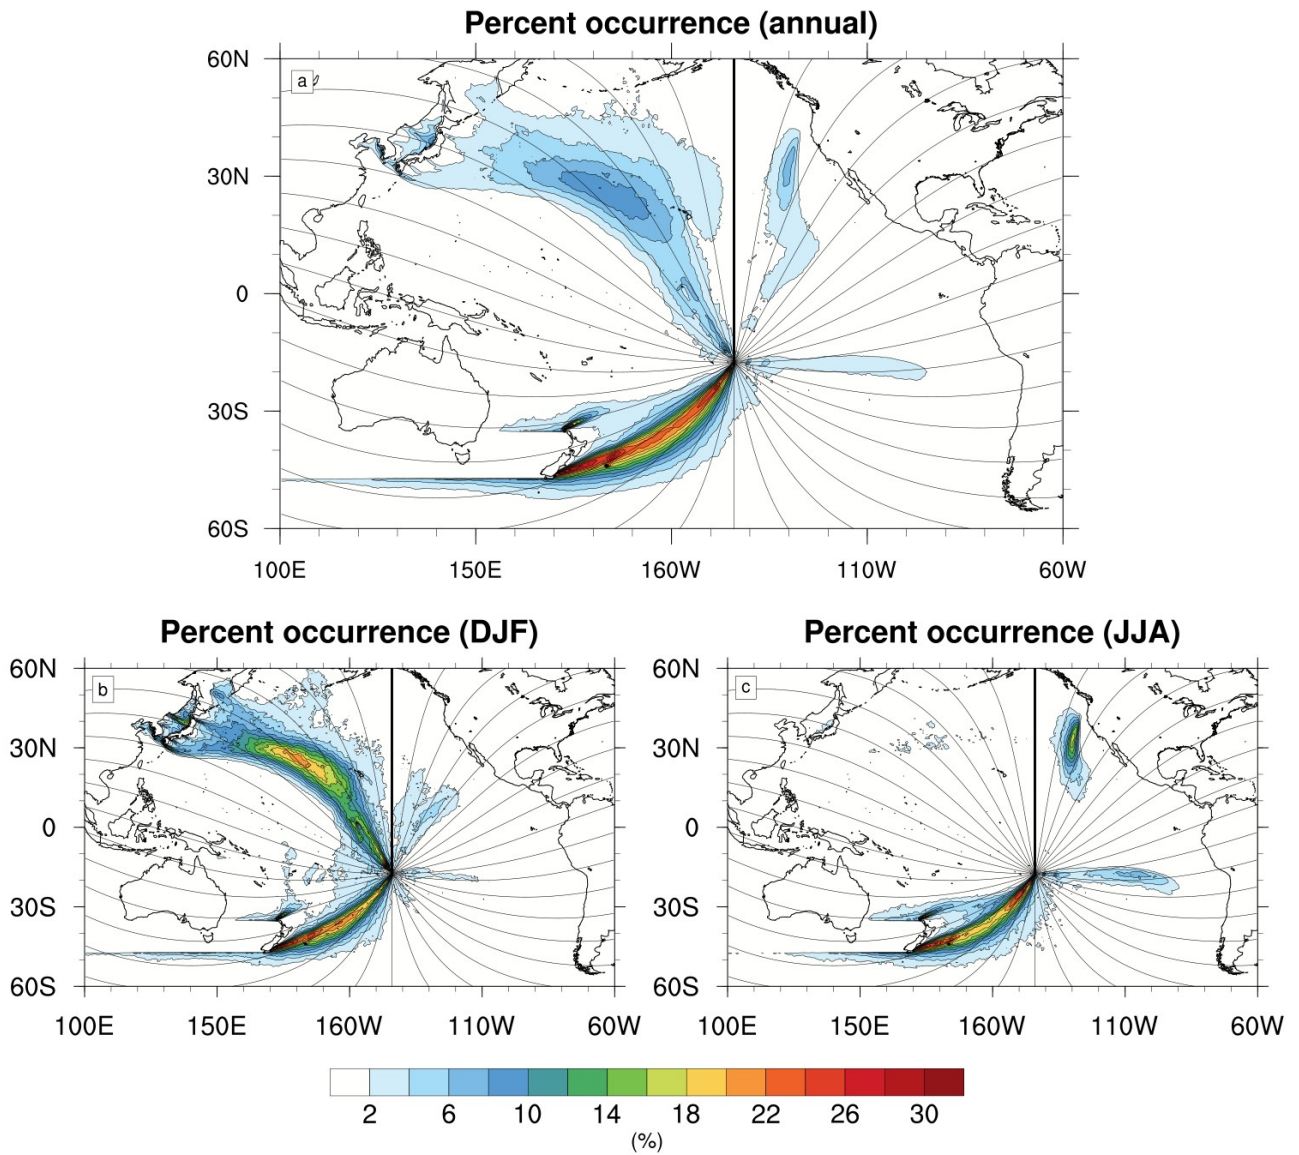 Percent occurrence (annual)
a
60N
30N
0
30S
60S
100E 150E 160W 110W 60W
Percent occurrence (DJF)
b
60N
30N
0
30S
60S
100E 150E 160W 110W 60W
Percent occurrence (JJA)
c
60N
30N
0
30S
60S
100E 150E 160W 110W 60W
2 6 10 14 18 22 26 30
(%)